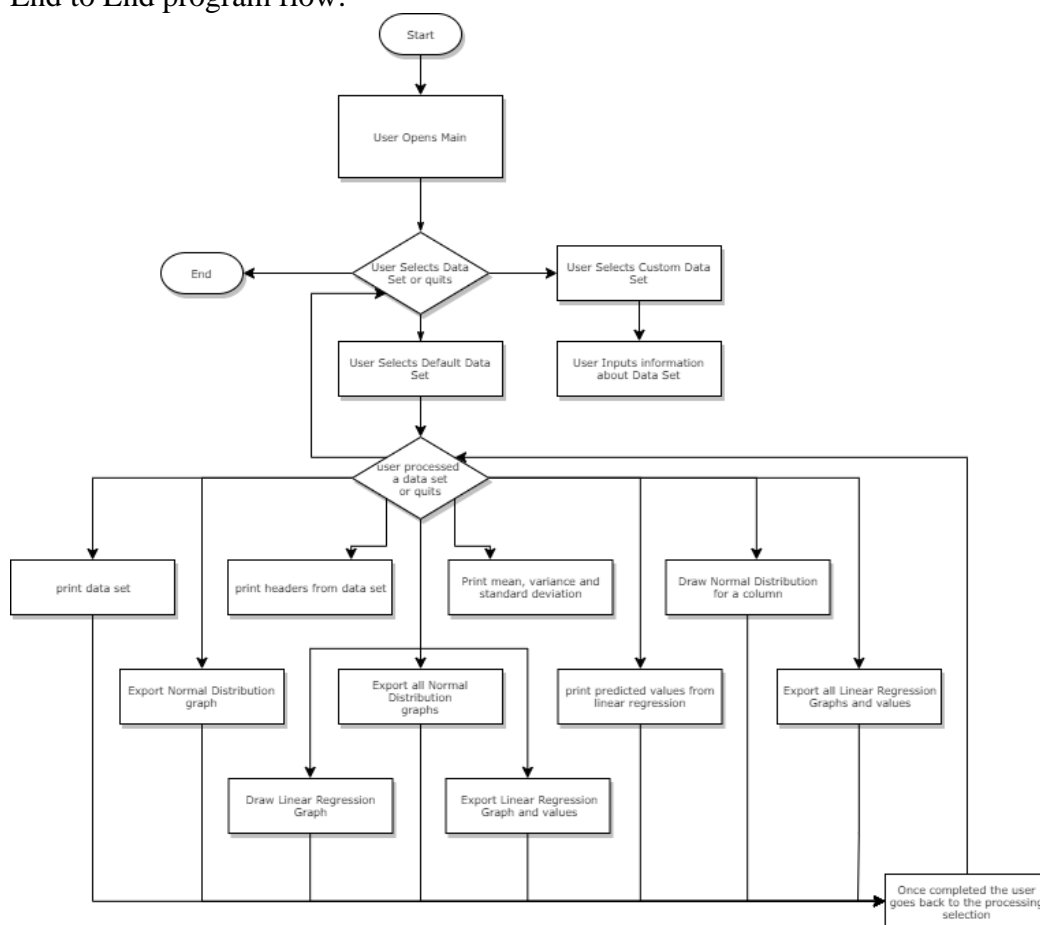 End to End program flow:
Start
User Opens Main
User Selects Data
Set or quits
End
User Selects Custom Data
Set
User Selects Default Data
Set
User Inputs information
about Data Set
user processed
a data set
or quits
print data set
print headers from data set
Print mean, variance and
standard deviation
Draw Normal Distribution
for a column
Export Normal Distribution
graph
Export all Normal
Distribution
graphs
print predicted values from
linear regression
Export all Linear Regression
Graphs and values
Draw Linear Regression
Graph
Export Linear Regression
Graph and values
Once completed the user
goes back to the processing
selection